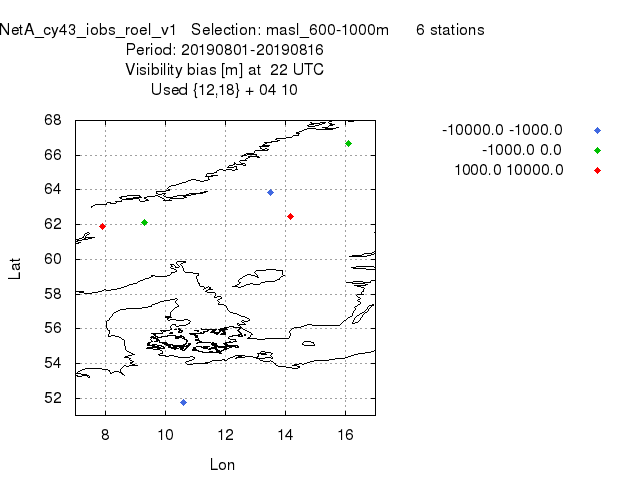 NetA_cy43_iobs_roel_v1 Selection: masl_600-1000m 6 stations
Period: 20190801-20190816
Visibility bias [m] at 22 UTC
Used {12,18} + 04 10
-10000.0 -1000.0
-1000.0 0.0
1000.0 10000.0
68
66
64
62
60
58
56
54
52
Lat
8 10 12 14 16
Lon